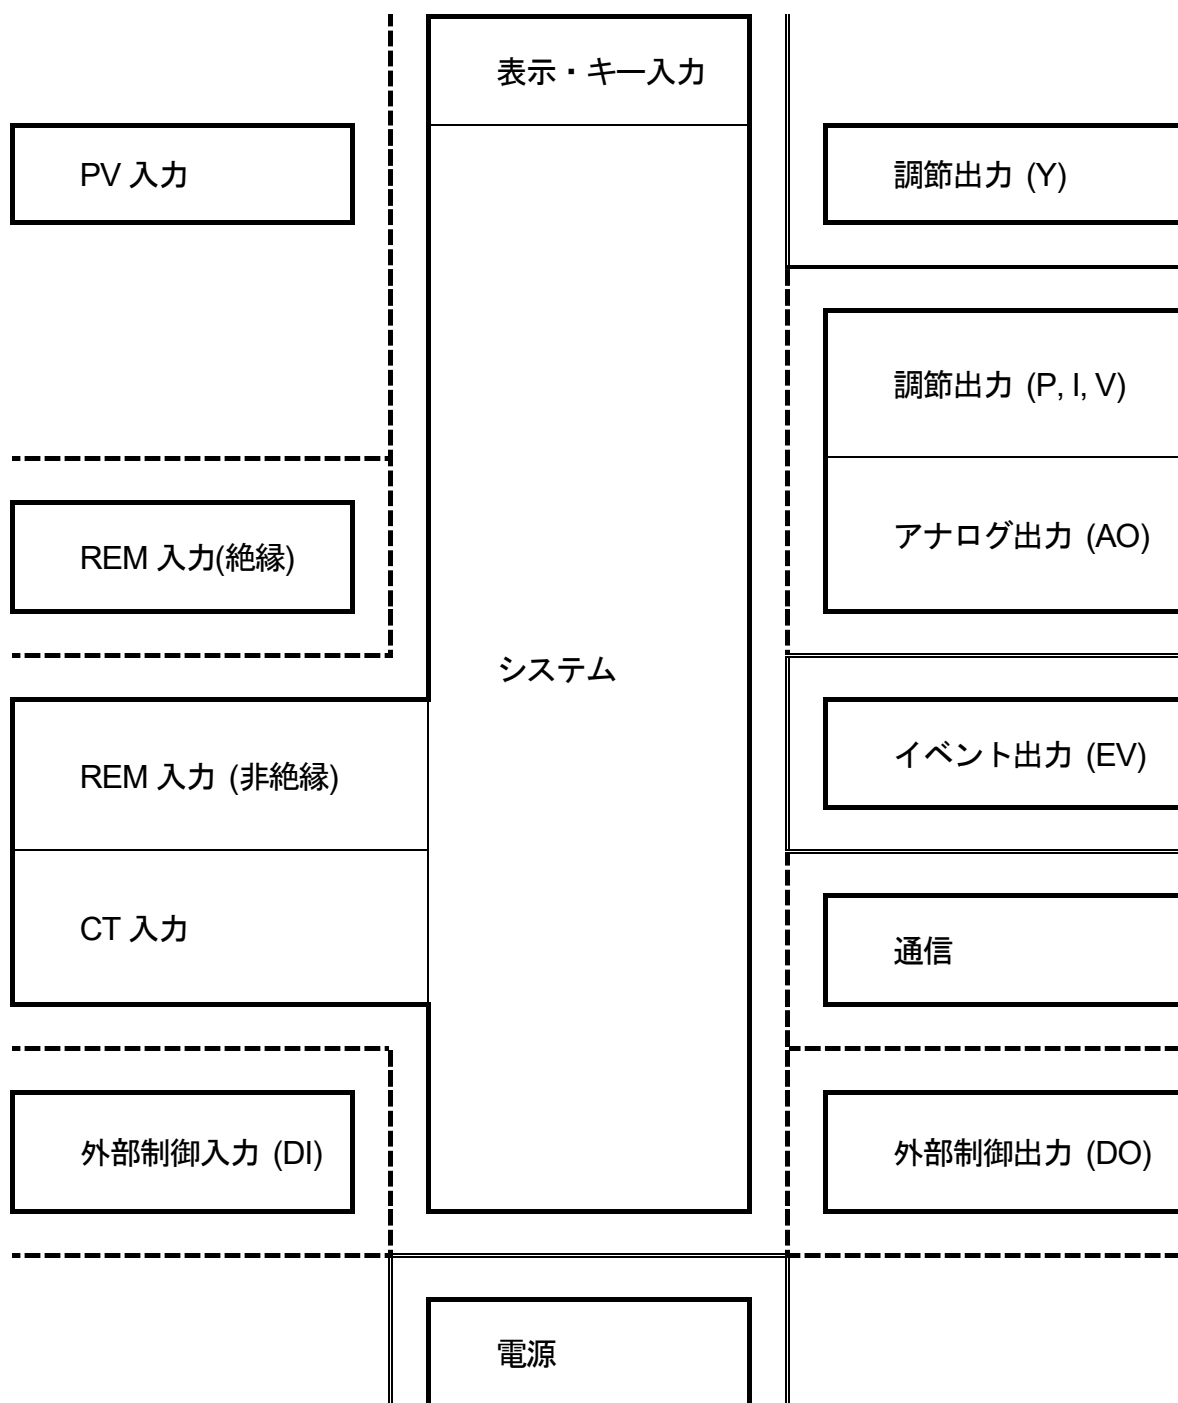 表示・キー入力
PV 入力
調節出力 (Y)
調節出力 (P, I, V)
アナログ出力 (AO)
REM 入力(絶縁)
システム
イベント出力 (EV)
REM 入力 (非絶縁)
CT 入力
通信
外部制御入力 (DI)
外部制御出力 (DO)
電源